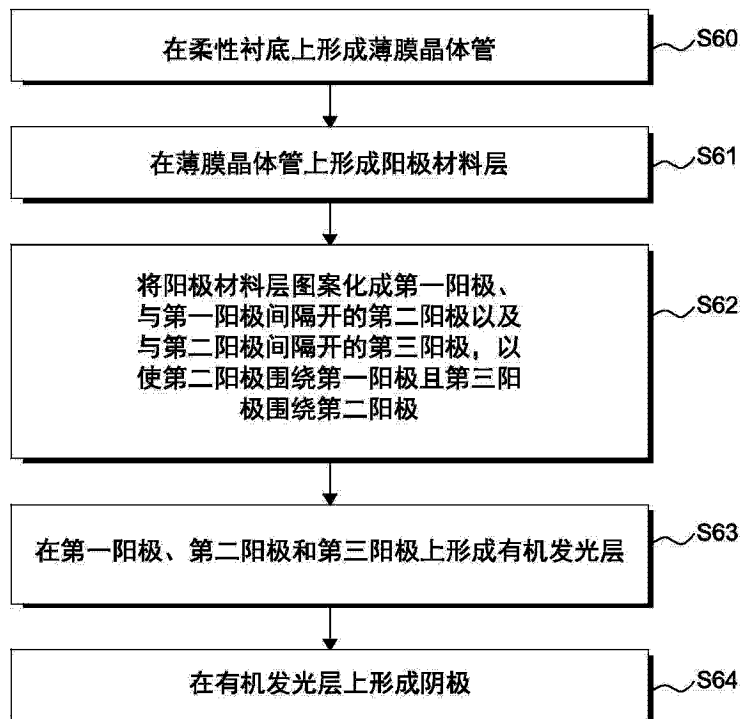 在柔性衬底上形成薄膜晶体管
S60
在薄膜晶体管上形成阳极材料层
S61
将阳极材料层图案化成第一阳极、
与第一阳极间隔开的第二阳极以及
与第二阳极间隔开的第三阳极，以
使第二阳极围绕第一阳极且第三阳
极围绕第二阳极
S62
在第一阳极、第二阳极和第三阳极上形成有机发光层
S63
在有机发光层上形成阴极
S64